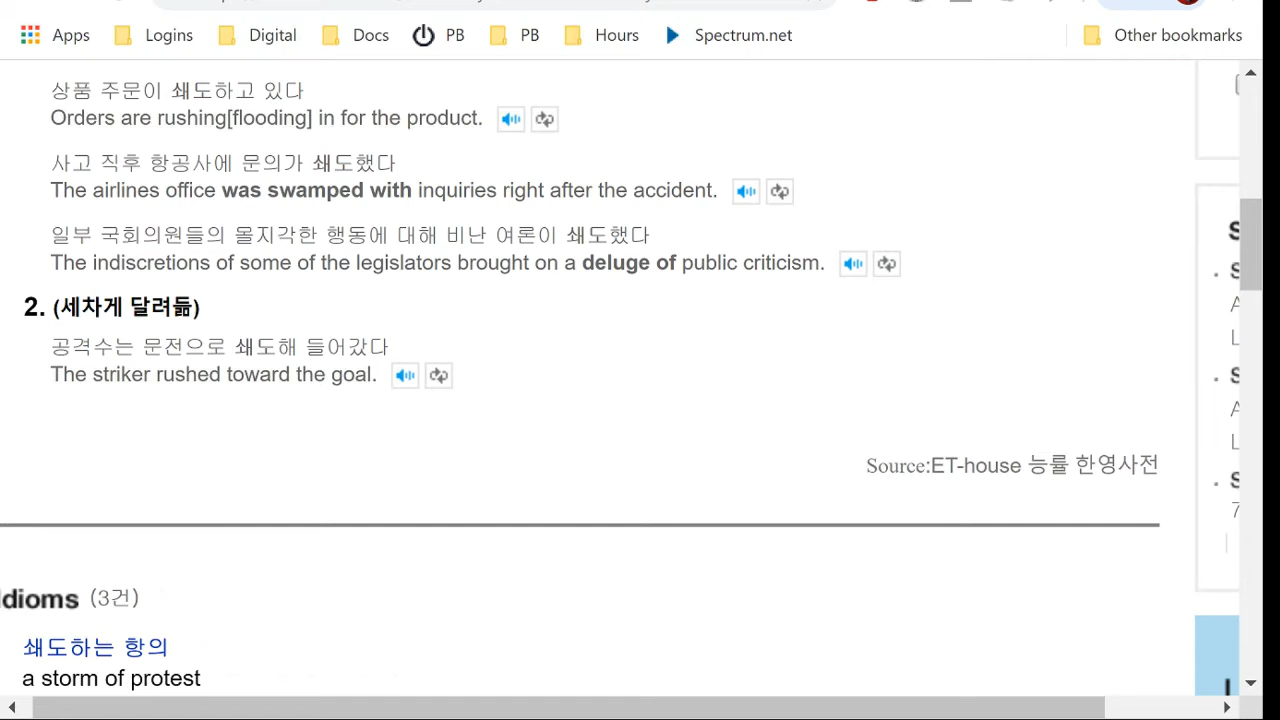 Apps Logins Digital Docs PB PB Hours Spectrum.net Other bookmarks
상품 주문이 쇄도하고 있다
Orders are rushing[flooding] in for the product.
사고 직후 항공사에 문의가 쇄도했다
The airlines office was swamped with inquiries right after the accident.
일부 국회의원들의 몰지각한 행동에 대해 비난 여론이 쇄도했다
The indiscretions of some of the legislators brought on a deluge of public criticism.
2. (세차게 달려듦)
공격수는 문전으로 쇄도해 들어갔다
The striker rushed toward the goal.
Source:ET-house 능률 한영사전
Idioms (3건)
쇄도하는 항의
a storm of protest